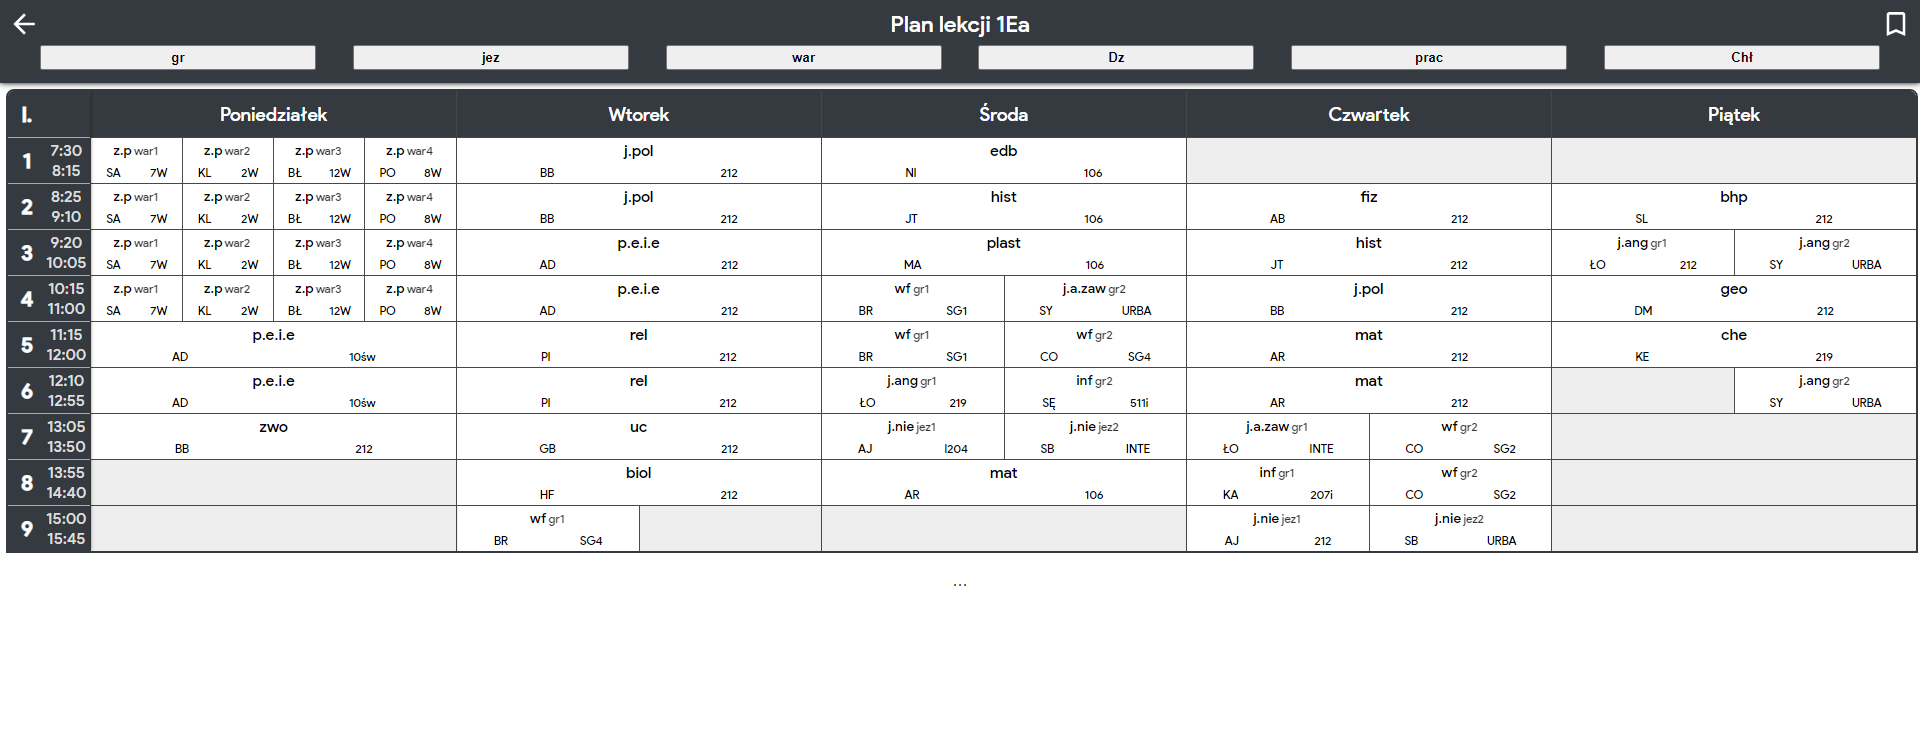 Plan lekcji 1Ea
gr jez war Dz prac Chł
l. Poniedziałek Wtorek Środa Czwartek Piątek
1 7:30 8:15 z.p war1 SA 7W z.p war2 KL 2W z.p war3 BŁ 12W z.p war4 PO 8W j.pol BB 212 edb NI 106
2 8:25 9:10 z.p war1 SA 7W z.p war2 KL 2W z.p war3 BŁ 12W z.p war4 PO 8W j.pol BB 212 hist JT 106 fiz AB 212 bhp SL 212
3 9:20 10:05 z.p war1 SA 7W z.p war2 KL 2W z.p war3 BŁ 12W z.p war4 PO 8W p.e.i.e AD 212 plast MA 106 hist JT 212 j.ang gr1 ŁO 212 j.ang gr2 SY URBA
4 10:15 11:00 z.p war1 SA 7W z.p war2 KL 2W z.p war3 BŁ 12W z.p war4 PO 8W p.e.i.e AD 212 wf gr1 BR SG1 j.a.zaw gr2 SY URBA j.pol BB 212 geo DM 212
5 11:15 12:00 p.e.i.e AD 10św rel PI 212 wf gr1 BR SG1 wf gr2 CO SG4 mat AR 212 che KE 219
6 12:10 12:55 p.e.i.e AD 10św rel PI 212 j.ang gr1 ŁO 219 inf gr2 SĘ 511i mat AR 212 j.ang gr2 SY URBA
7 13:05 13:50 zwo BB 212 uc GB 212 j.nie jez1 AJ I204 j.nie jez2 SB INTE j.a.zaw gr1 ŁO INTE wf gr2 CO SG2
8 13:55 14:40 biol HF 212 mat AR 106 inf gr1 KA 207i wf gr2 CO SG2
9 15:00 15:45 wf gr1 BR SG4 j.nie jez1 AJ 212 j.nie jez2 SB URBA
...